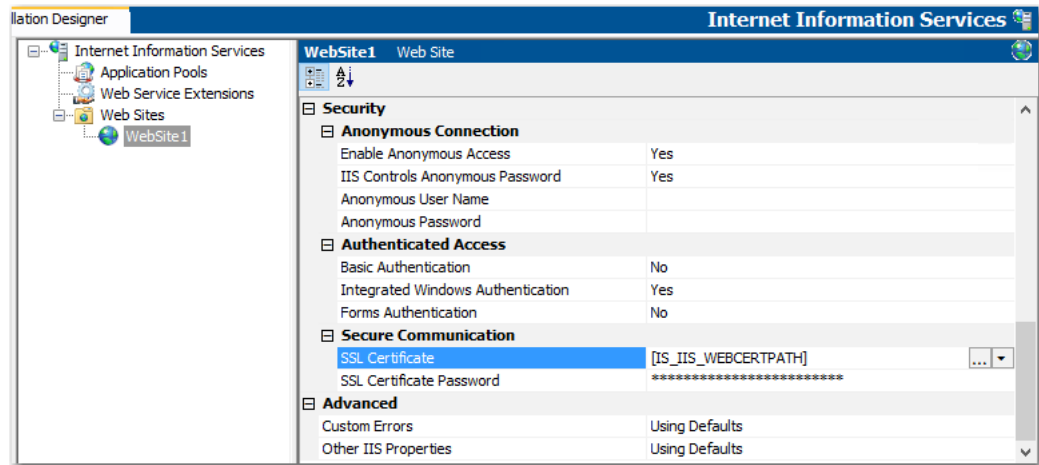 llation Designer
Internet Information Services
Internet Information Services
Application Pools
Web Service Extensions
Web Sites
WebSite1
WebSite1 Web Site
Security
Anonymous Connection
Enable Anonymous Access Yes
IIS Controls Anonymous Password Yes
Anonymous User Name
Anonymous Password
Authenticated Access
Basic Authentication No
Integrated Windows Authentication Yes
Forms Authentication No
Secure Communication
SSL Certificate [IS_IIS_WEBCERTPATH] ...
SSL Certificate Password ************************
Advanced
Custom Errors Using Defaults
Other IIS Properties Using Defaults